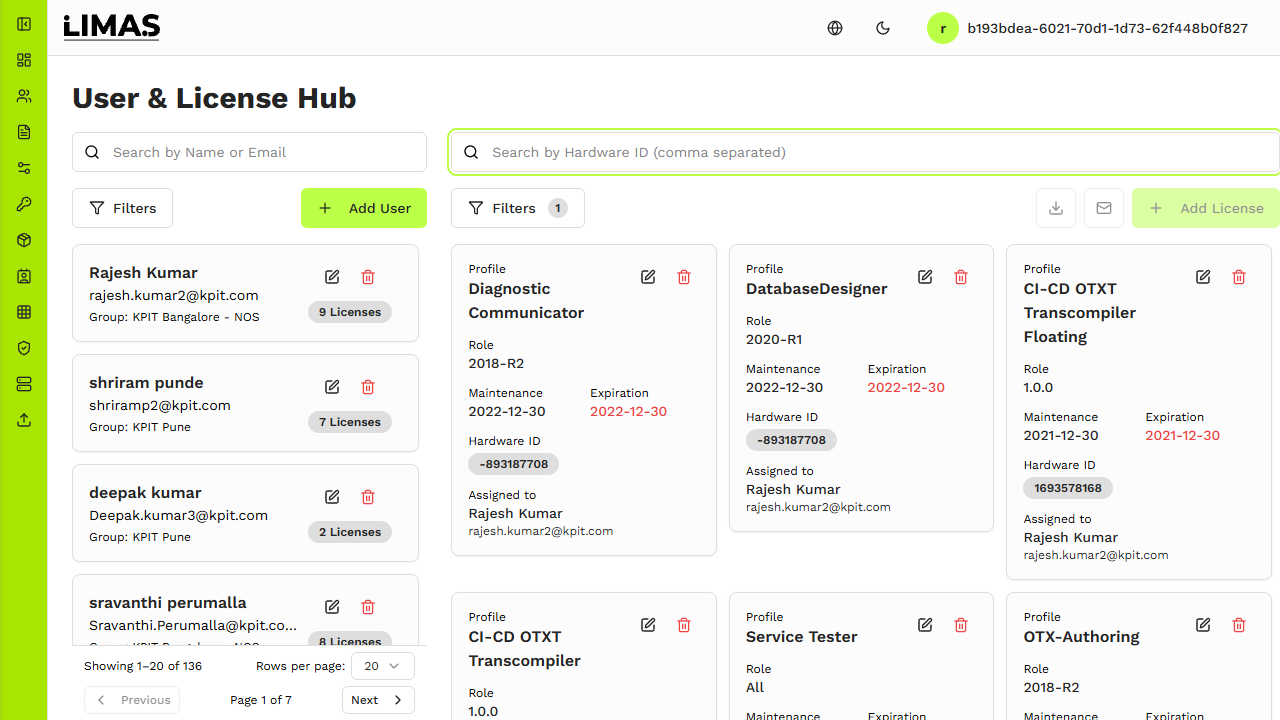 LIMAS
r
b193bdea-6021-70d1-1d73-62f448b0f827
User & License Hub
Search by Name or Email
Search by Hardware ID (comma separated)
Filters
Add User
Filters 1
Add License
Rajesh Kumar
rajesh.kumar2@kpit.com
Group: KPIT Bangalore - NOS
9 Licenses
shriram punde
shriramp2@kpit.com
Group: KPIT Pune
7 Licenses
deepak kumar
Deepak.kumar3@kpit.com
Group: KPIT Pune
2 Licenses
sravanthi perumalla
Sravanthi.Perumalla@kpit.co...
8 Licenses
Showing 1–20 of 136
Rows per page: 20
Previous
Page 1 of 7
Next
Profile
Diagnostic
Communicator
Role
2018-R2
Maintenance
2022-12-30
Expiration
2022-12-30
Hardware ID
-893187708
Assigned to
Rajesh Kumar
rajesh.kumar2@kpit.com
Profile
DatabaseDesigner
Role
2020-R1
Maintenance
2022-12-30
Expiration
2022-12-30
Hardware ID
-893187708
Assigned to
Rajesh Kumar
rajesh.kumar2@kpit.com
Profile
CI-CD OTXT
Transcompiler
Floating
Role
1.0.0
Maintenance
2021-12-30
Expiration
2021-12-30
Hardware ID
1693578168
Assigned to
Rajesh Kumar
rajesh.kumar2@kpit.com
Profile
CI-CD OTXT
Transcompiler
Role
1.0.0
Profile
Service Tester
Role
All
Maintenance
Expiration
Profile
OTX-Authoring
Role
2018-R2
Maintenance
Expiration